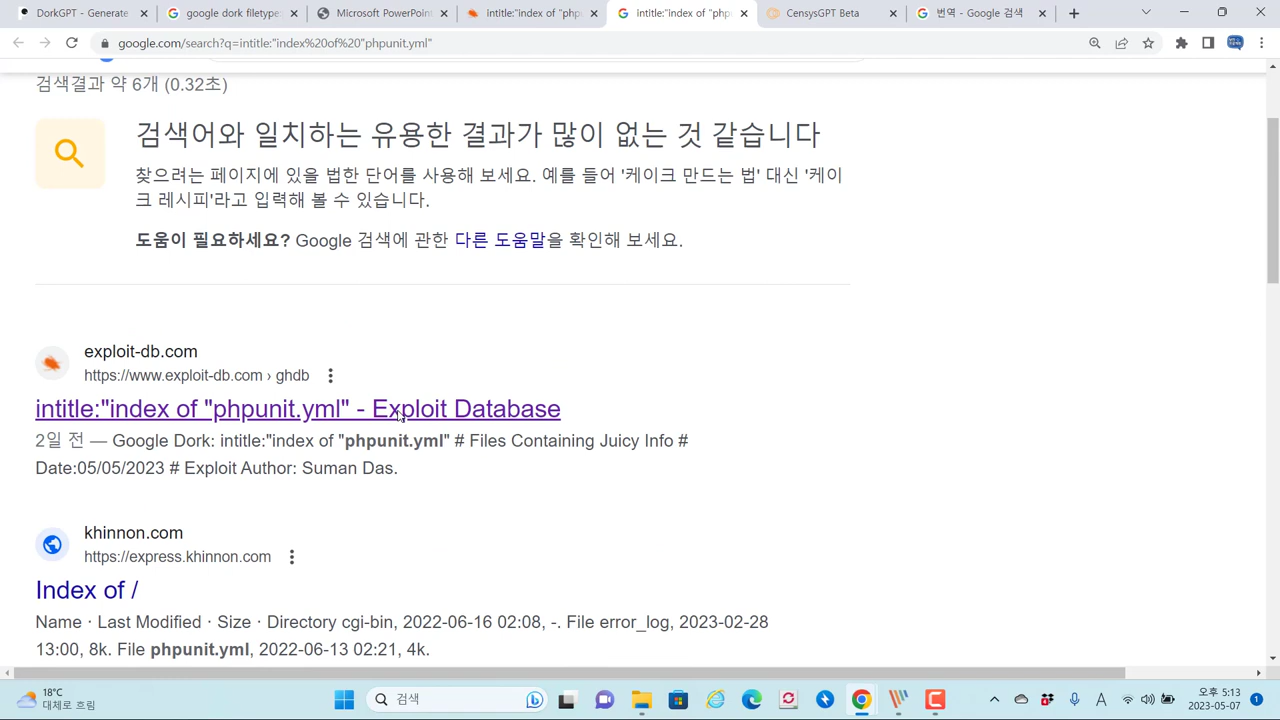 DorkGPT - Generate
google dork filetype:
Microsoft PowerPoint
intitle:"index of "php
intitle:"index of "php
CensysGPT Beta
번역 - Google 검색
google.com/search?q=intitle:"index%20of%20"phpunit.yml"
검색결과 약 6개 (0.32초)
검색어와 일치하는 유용한 결과가 많이 없는 것 같습니다
찾으려는 페이지에 있을 법한 단어를 사용해 보세요. 예를 들어 '케이크 만드는 법' 대신 '케이
크 레시피'라고 입력해 볼 수 있습니다.
도움이 필요하세요? Google 검색에 관한 다른 도움말을 확인해 보세요.
exploit-db.com
https://www.exploit-db.com › ghdb
intitle:"index of "phpunit.yml" - Exploit Database
2일 전 — Google Dork: intitle:"index of "phpunit.yml" # Files Containing Juicy Info #
Date:05/05/2023 # Exploit Author: Suman Das.
khinnon.com
https://express.khinnon.com
Index of /
Name · Last Modified · Size · Directory cgi-bin, 2022-06-16 02:08, -. File error_log, 2023-02-28
13:00, 8k. File phpunit.yml, 2022-06-13 02:21, 4k.
18°C
대체로 흐림
검색
A
오후 5:13
2023-05-07
1